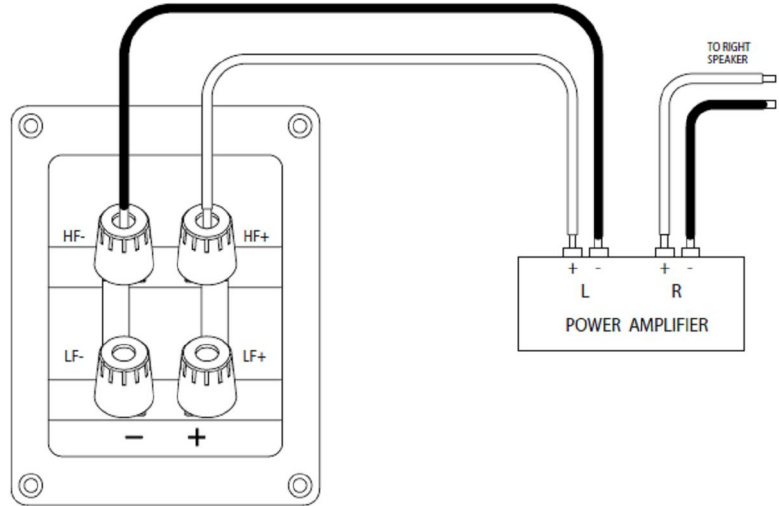 TO RIGHT
SPEAKER
HF-
HF+
+ - + -
L R
POWER AMPLIFIER
LF-
LF+
− +